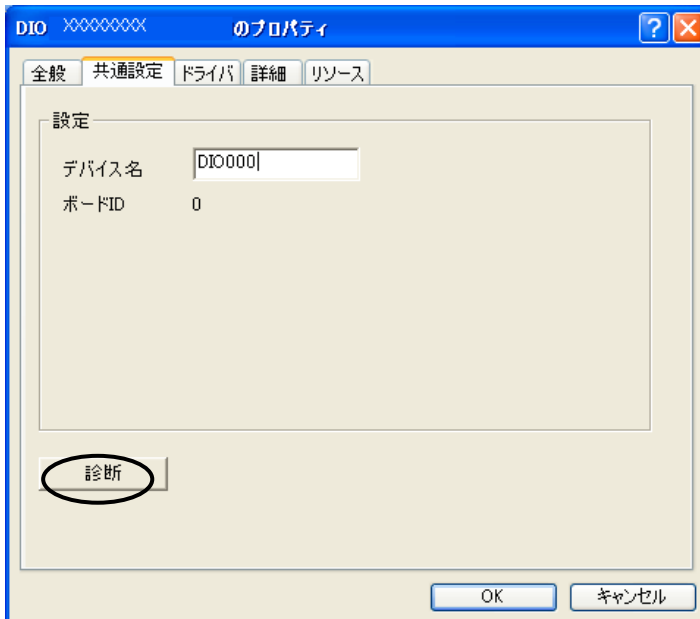 DIO XXXXXXXX のプロパティ
全般 共通設定 ドライバ 詳細 リソース
設定
デバイス名 DIO000
ボードID 0
診断
OK キャンセル